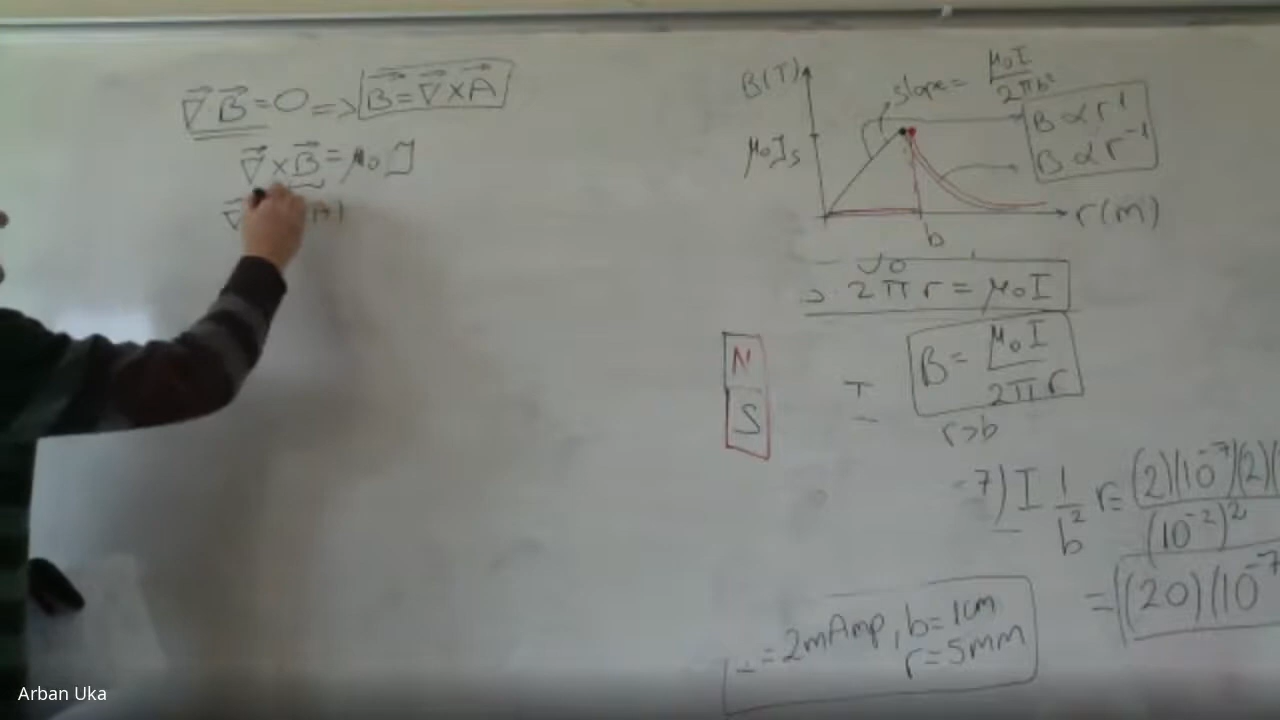 ∇⃗ B⃗ = 0 => B⃗ = ∇⃗ × A⃗
∇⃗ × B⃗ = μ₀ J
B(T)
slope = μ₀I / 2πb²
B ∝ r¹
B ∝ r⁻¹
r(m)
b
2πr = μ₀I
B = μ₀I / 2πr
r>b
N
S
-7) I 1/b² r = (2)(10⁻⁷)(2)( / (10⁻²)²
= (20)(10⁻⁷
= 2mAmp, b=1cm
r=5mm
Arban Uka